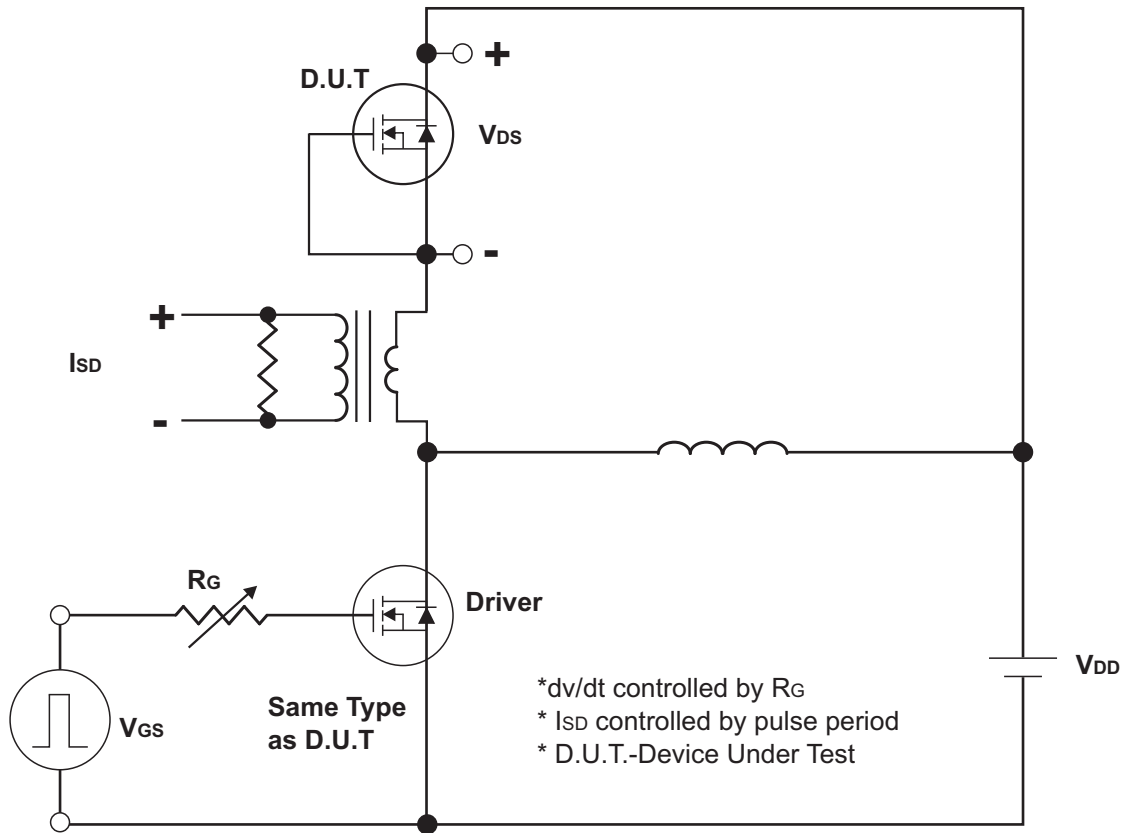 +
D.U.T
VDS
-
+
ISD
-
RG
Driver
VDD
*dv/dt controlled by RG
Same Type
as D.U.T
VGS
* ISD controlled by pulse period
* D.U.T.-Device Under Test